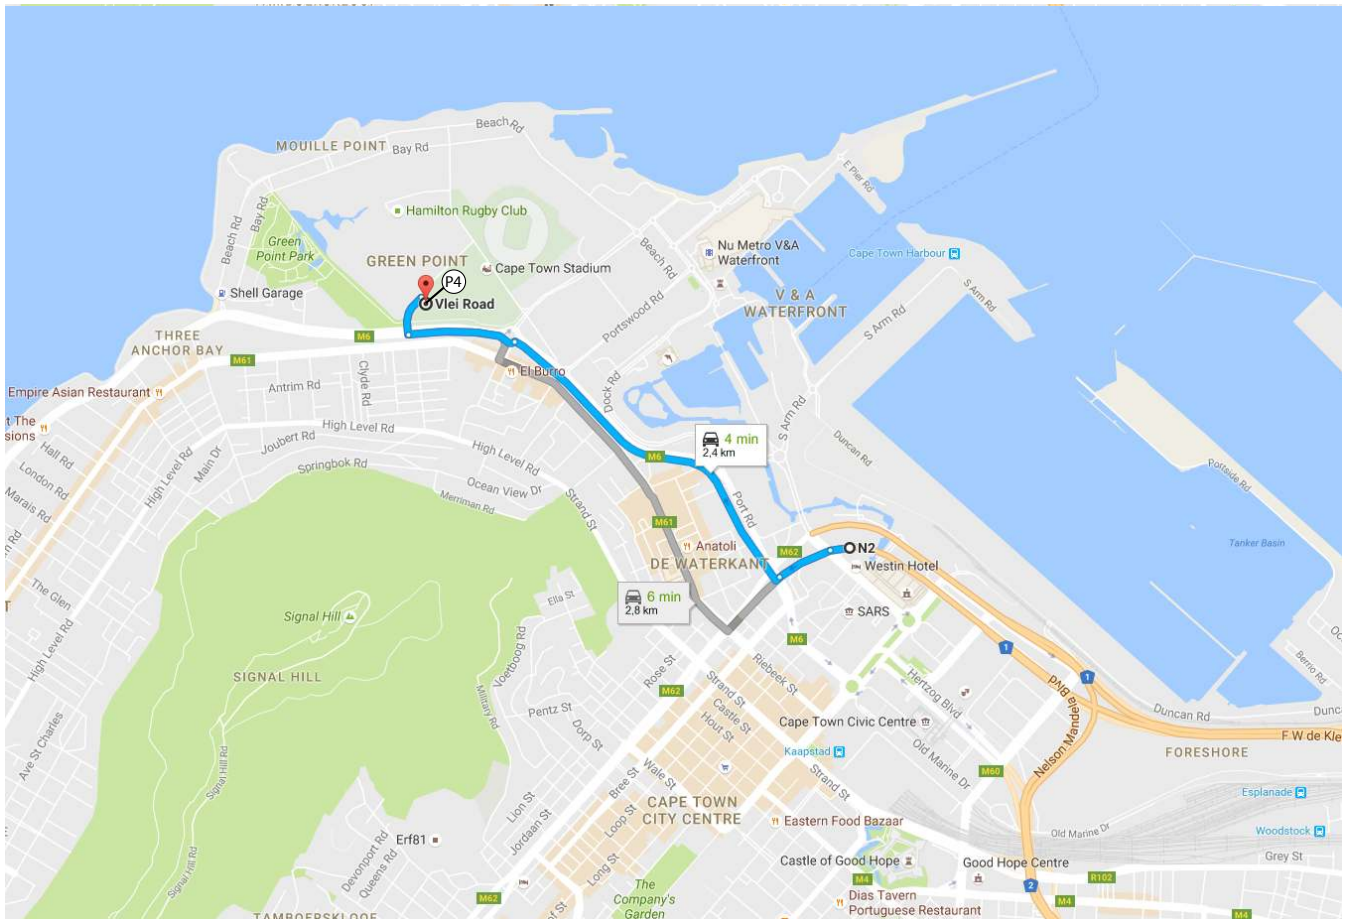 Beach Rd
MOUILLE POINT
Bay Rd
E Pier Rd
Hamilton Rugby Club
Bay Rd
Beach Rd
Green
Point Park
GREEN POINT
Cape Town Stadium
Beach Rd
Nu Metro V&A
Waterfront
Cape Town Harbour
P4
Vlei Road
Shell Garage
Portswood Rd
V & A
WATERFRONT
S Arm Rd
S Arm Rd
THREE
ANCHOR BAY
M6
M61
El Burro
Dock Rd
Empire Asian Restaurant
Antrim Rd
Clyde Rd
t The
sions
Hall Rd
London Rd
Marais Rd
High Level Rd
Main Dr
Joubert Rd
High Level Rd
Springbok Rd
High Level Rd
Ocean View Dr
Merriman Rd
Strand St
M6
4 min
2,4 km
S Arm Rd
Duncan Rd
Portside Rd
Port Rd
M61
Anatoli
DE WATERKANT
M62
N2
Westin Hotel
Tanker Basin
n Rd
The Glen
T
High Level Rd
Signal Hill
SIGNAL HILL
Ella St
6 min
2,8 km
SARS
M6
1
1
Berrio Rd
Voetboog Rd
Military Rd
Rose St
Riebeek St
M62
Strand St
Castle St
Hout St
Hertzog Blvd
Nelson Mandela Blvd
Duncan Rd
Dunc
F W de Kle
FORESHORE
Pentz St
Dorp St
Cape Town Civic Centre
Kaapstad
Old Marine Dr
M60
Ave St Charles
Signal Hill Rd
Signal Hill Rd
Lion St
Jordaan St
Bree St
Wale St
Loop St
Long St
Strand St
CAPE TOWN
CITY CENTRE
Esplanade
Woodstock
Eastern Food Bazaar
Old Marine Dr
Erf81
Devonport Rd
Queens Rd
Castle of Good Hope
Good Hope Centre
Grey St
R102
M4
2
M4
M4
M62
The
Company's
Garden
Dias Tavern
Portuguese Restaurant
TAMBOERSKLOOF